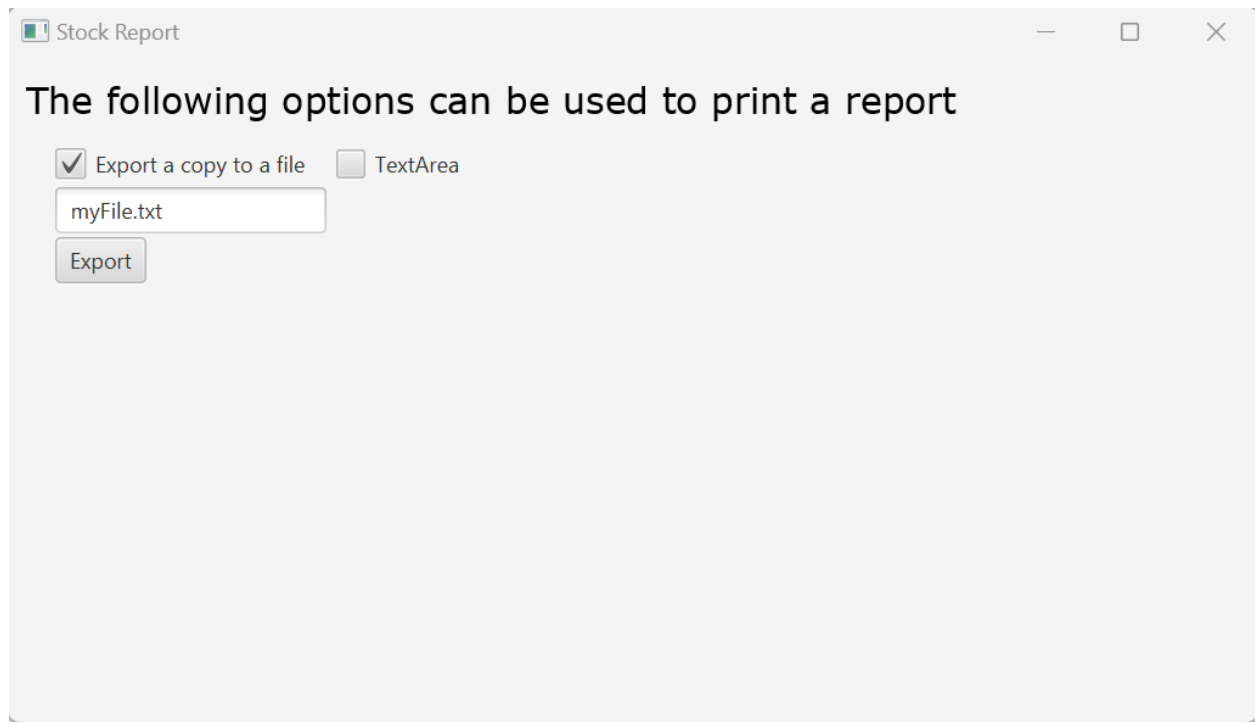 Stock Report
The following options can be used to print a report
Export a copy to a file TextArea
myFile.txt
Export